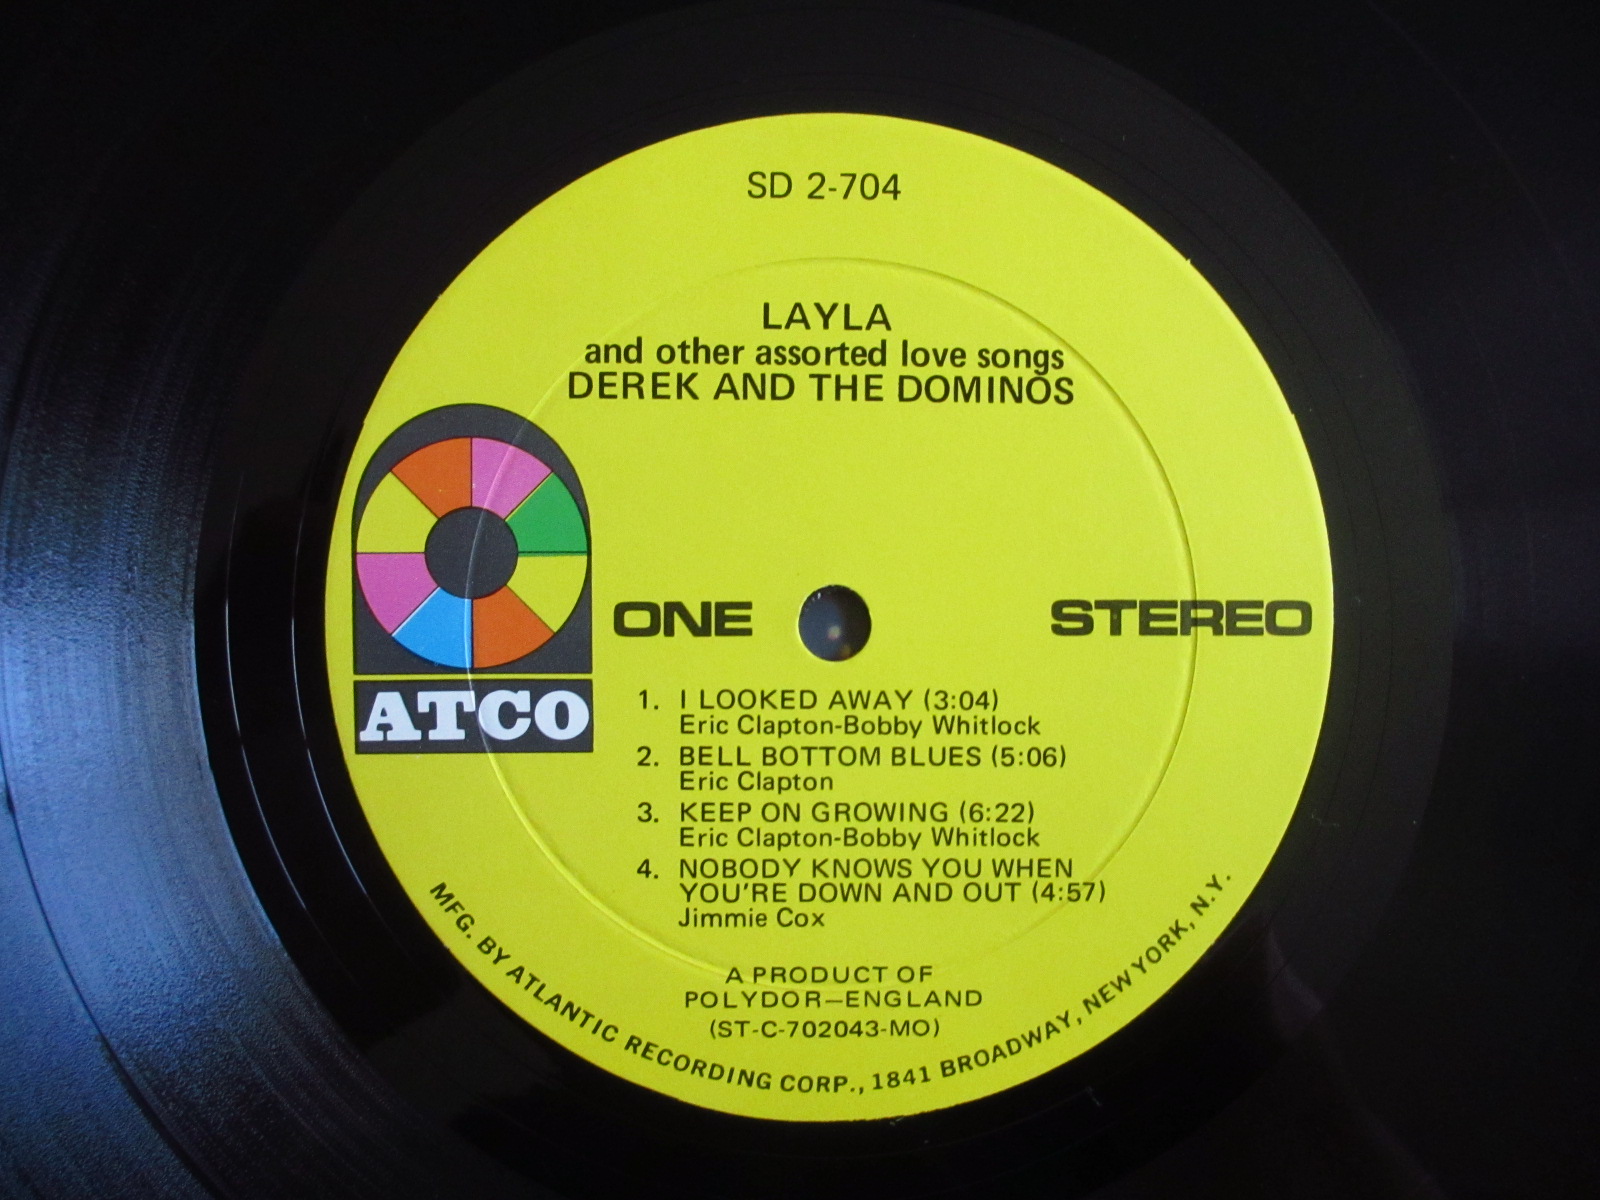 SD 2-704
LAYLA
and other assorted love songs
DEREK AND THE DOMINOS
ATCO
ONE
STEREO
1. I LOOKED AWAY (3:04)
Eric Clapton-Bobby Whitlock
2. BELL BOTTOM BLUES (5:06)
Eric Clapton
3. KEEP ON GROWING (6:22)
Eric Clapton-Bobby Whitlock
4. NOBODY KNOWS YOU WHEN
YOU'RE DOWN AND OUT (4:57)
Jimmie Cox
A PRODUCT OF
POLYDOR—ENGLAND
(ST-C-702043-MO)
MFG. BY ATLANTIC RECORDING CORP., 1841 BROADWAY, NEW YORK, N.Y.